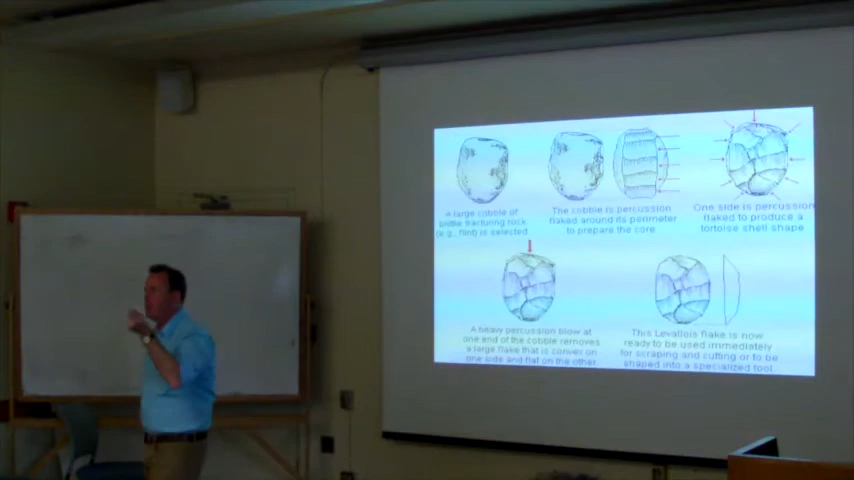 A large cobble of
brittle fracturing rock
(e.g., flint) is selected
The cobble is percussion
flaked around its perimeter
to prepare the core.
One side is percussion
flaked to produce a
tortoise shell shape
A heavy percussion blow at
one end of the cobble removes
a large flake that is convex on
one side and flat on the other
This Levallois flake is now
ready to be used immediately
for scraping and cutting or to be
shaped into a specialized tool.